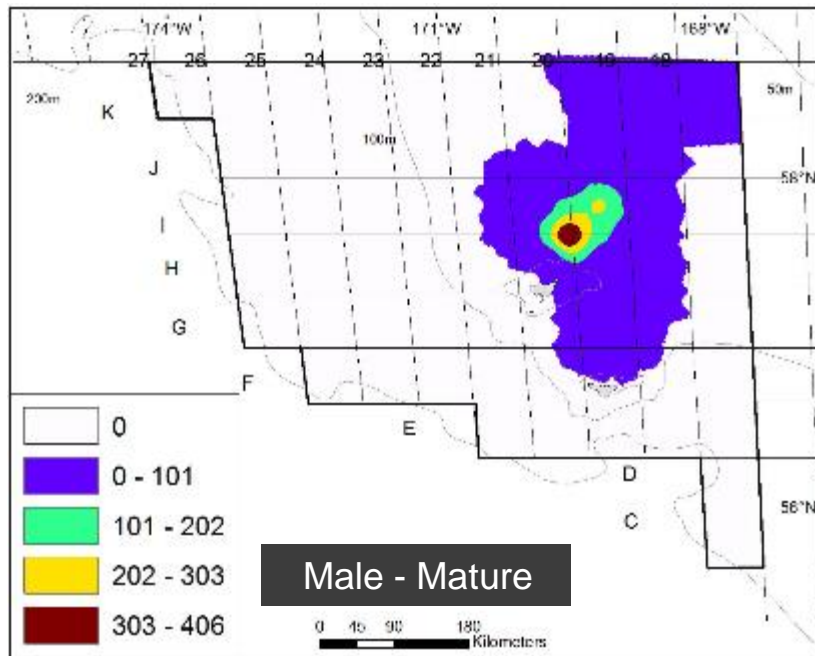 174°W 171°W 168°W
27 26 25 24 23 22 21 20 19 18
200m 50m
K
100m
J 58°N
I
H
G
F
E
D
C 56°N
0
0 - 101
101 - 202
202 - 303
303 - 406
Male - Mature
0 45 90 180
Kilometers